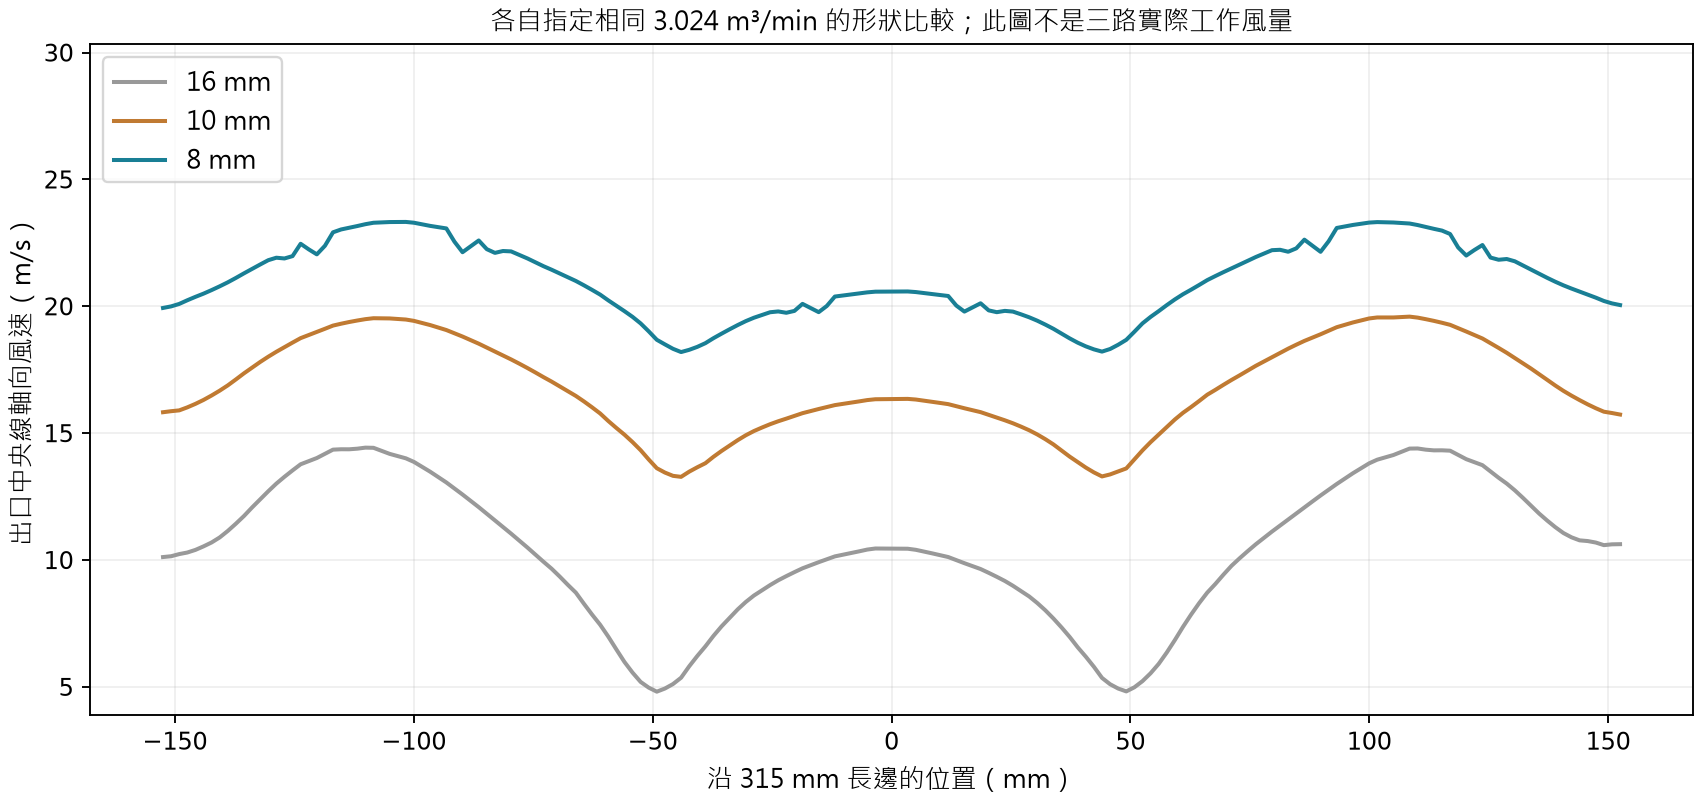 各自指定相同 3.024 m³/min 的形狀比較；此圖不是三路實際工作風量
30
25
20
15
10
5
16 mm
10 mm
8 mm
出口中央線軸向風速（m/s）
−150
−100
−50
0
50
100
150
沿 315 mm 長邊的位置（mm）